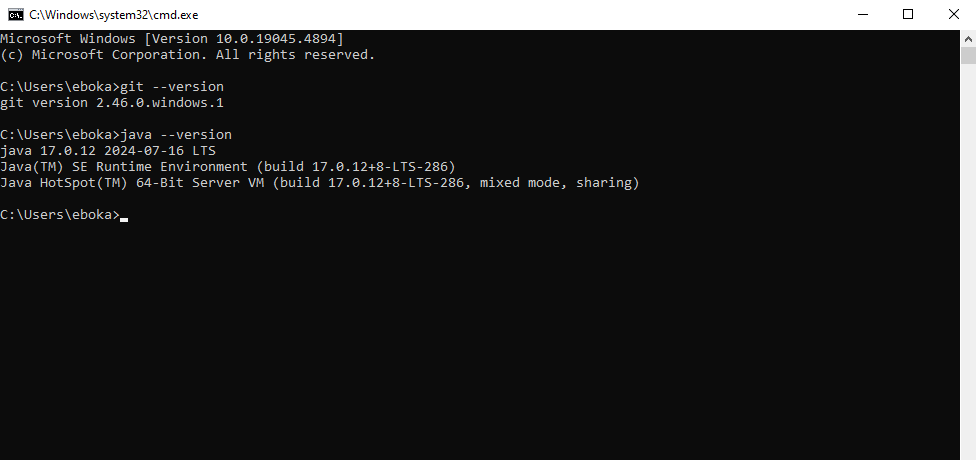 C:\Windows\system32\cmd.exe
Microsoft Windows [Version 10.0.19045.4894]
(c) Microsoft Corporation. All rights reserved.
C:\Users\eboka>git --version
git version 2.46.0.windows.1
C:\Users\eboka>java --version
java 17.0.12 2024-07-16 LTS
Java(TM) SE Runtime Environment (build 17.0.12+8-LTS-286)
Java HotSpot(TM) 64-Bit Server VM (build 17.0.12+8-LTS-286, mixed mode, sharing)
C:\Users\eboka>